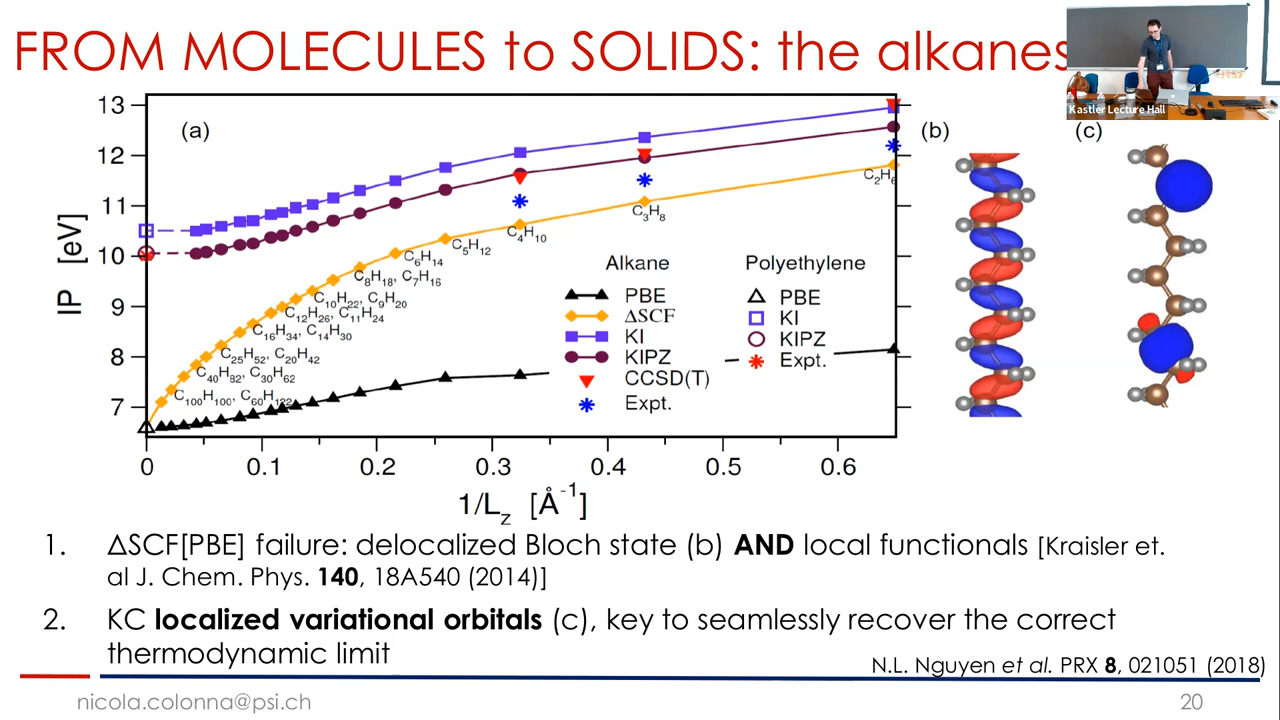 FROM MOLECULES to SOLIDS: the alkanes
Kastler Lecture Hall
(a)
(b)
(c)
13
12
11
10
9
8
7
IP [eV]
C₂H₆
C₃H₈
C₄H₁₀
C₅H₁₂
C₆H₁₄
C₈H₁₈, C₇H₁₆
C₁₀H₂₂, C₉H₂₀
C₁₂H₂₆, C₁₁H₂₄
C₁₆H₃₄, C₁₄H₃₀
C₂₅H₅₂, C₂₀H₄₂
C₄₀H₈₂, C₃₀H₆₂
C₁₀₀H₁₀₀, C₆₀H₁₂₂
Alkane
PBE
ΔSCF
KI
KIPZ
CCSD(T)
Expt.
Polyethylene
PBE
KI
KIPZ
Expt.
0 0.1 0.2 0.3 0.4 0.5 0.6
1/L_z [Å⁻¹]
1. ΔSCF[PBE] failure: delocalized Bloch state (b) AND local functionals [Kraisler et.
al J. Chem. Phys. 140, 18A540 (2014)]
2. KC localized variational orbitals (c), key to seamlessly recover the correct
thermodynamic limit
N.L. Nguyen et al. PRX 8, 021051 (2018)
nicola.colonna@psi.ch
20